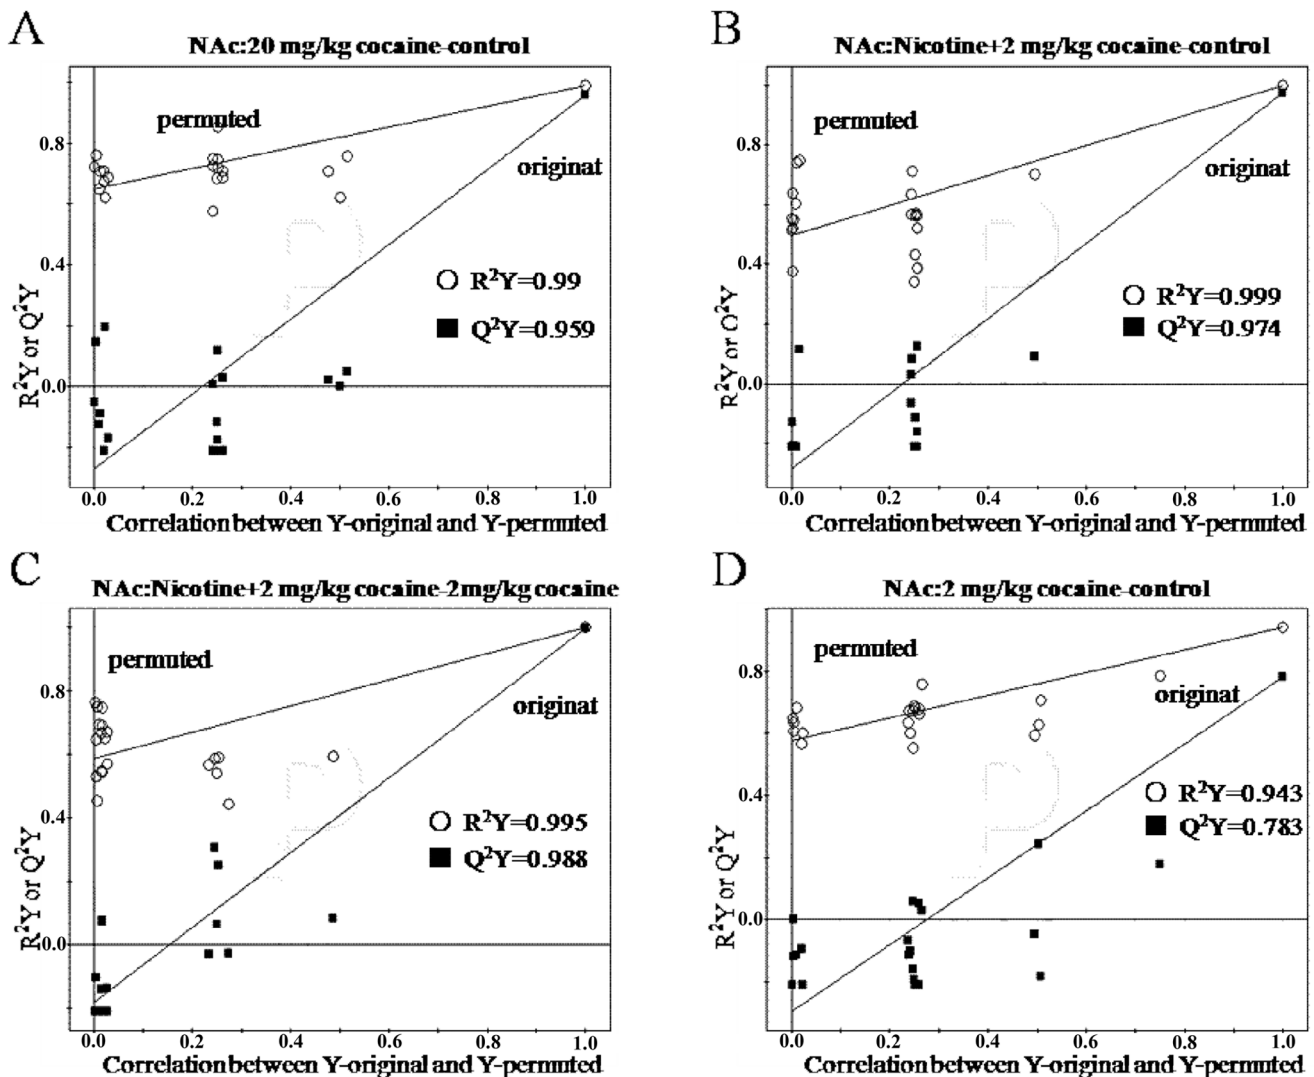 A
NAc:20 mg/kg cocaine-control
permuted
originat
R²Y=0.99
Q²Y=0.959
R²Y or Q²Y
0.8
0.4
0.0
0.0 0.2 0.4 0.6 0.8 1.0
Correlation between Y-original and Y-permuted
B
NAc:Nicotine+2 mg/kg cocaine-control
permuted
originat
R²Y=0.999
Q²Y=0.974
R²Y or Q²Y
0.8
0.4
0.0
0.0 0.2 0.4 0.6 0.8 1.0
Correlation between Y-original and Y-permuted
C
NAc:Nicotine+2 mg/kg cocaine-2mg/kg cocaine
permuted
originat
R²Y=0.995
Q²Y=0.988
R²Y or Q²Y
0.8
0.4
0.0
0.0 0.2 0.4 0.6 0.8 1.0
Correlation between Y-original and Y-permuted
D
NAc:2 mg/kg cocaine-control
permuted
originat
R²Y=0.943
Q²Y=0.783
R²Y or Q²Y
0.8
0.4
0.0
0.0 0.2 0.4 0.6 0.8 1.0
Correlation between Y-original and Y-permuted